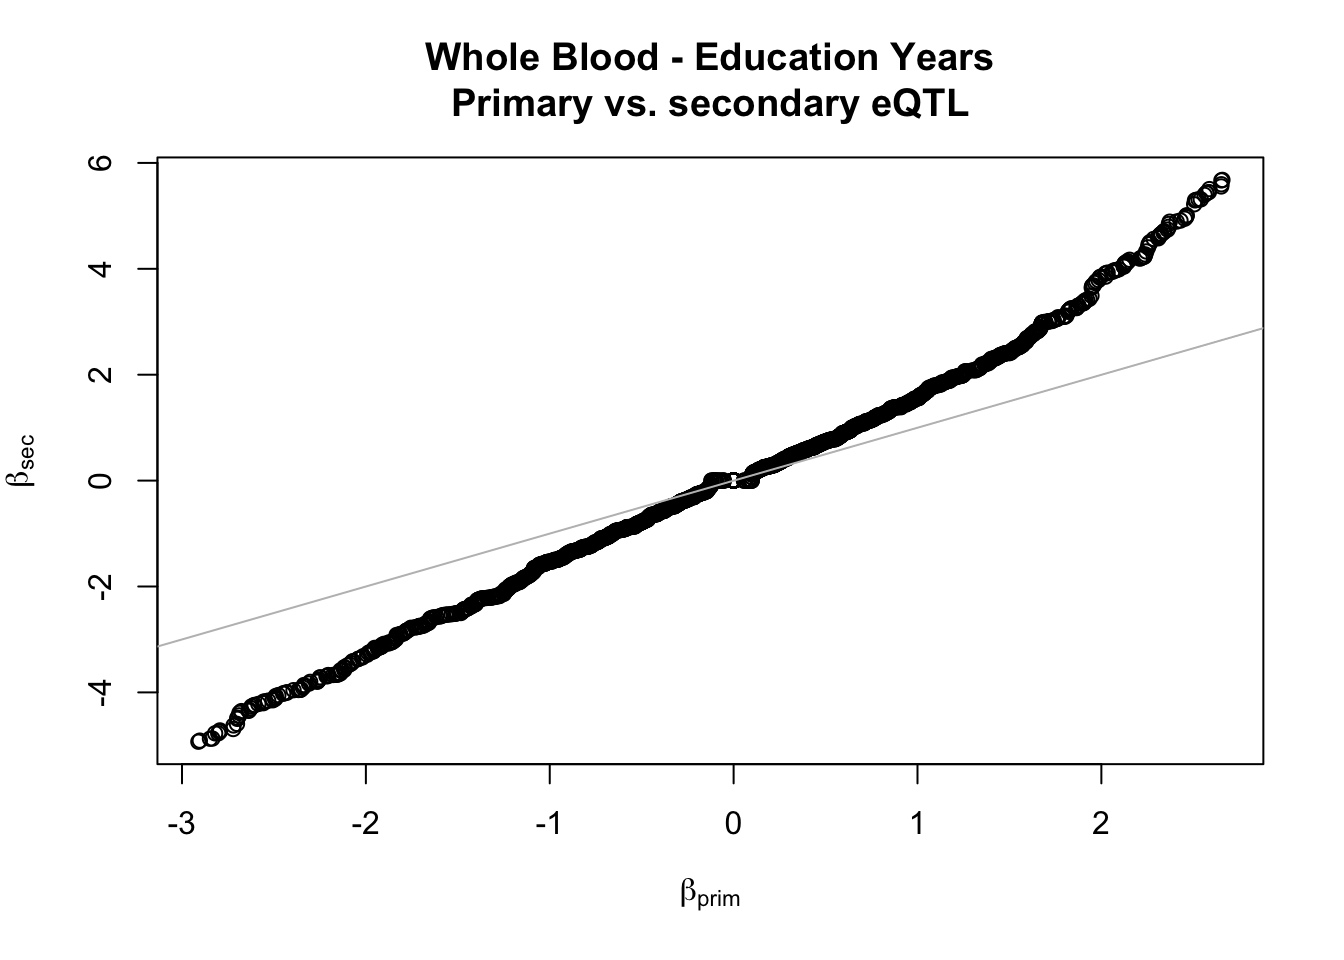 Whole Blood - Education Years
Primary vs. secondary eQTL
6
4
2
0
-2
-4
βsec
-3 -2 -1 0 1 2
βprim